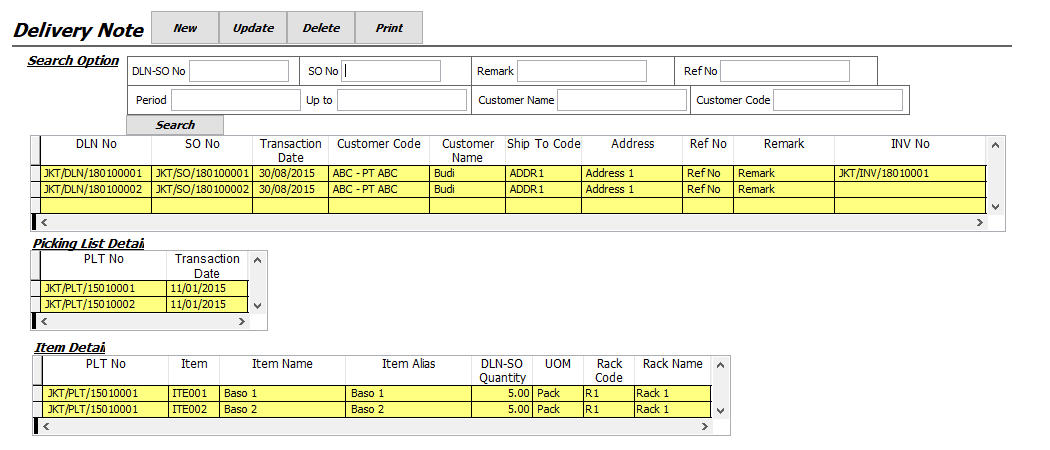 Delivery Note New Update Delete Print
Search Option
DLN-SO No SO No Remark Ref No
Period Up to Customer Name Customer Code
Search
DLN No SO No Transaction Date Customer Code Customer Name Ship To Code Address Ref No Remark INV No
JKT/DLN/180100001 JKT/SO/180100001 30/08/2015 ABC - PT ABC Budi ADDR1 Address 1 Ref No Remark JKT/INV/18010001
JKT/DLN/180100002 JKT/SO/180100002 30/08/2015 ABC - PT ABC Budi ADDR1 Address 1 Ref No Remark
Picking List Detail
PLT No Transaction Date
JKT/PLT/15010001 11/01/2015
JKT/PLT/15010002 11/01/2015
Item Detail
PLT No Item Item Name Item Alias DLN-SO Quantity UOM Rack Code Rack Name
JKT/PLT/15010001 ITE001 Baso 1 Baso 1 5.00 Pack R1 Rack 1
JKT/PLT/15010001 ITE002 Baso 2 Baso 2 5.00 Pack R1 Rack 1